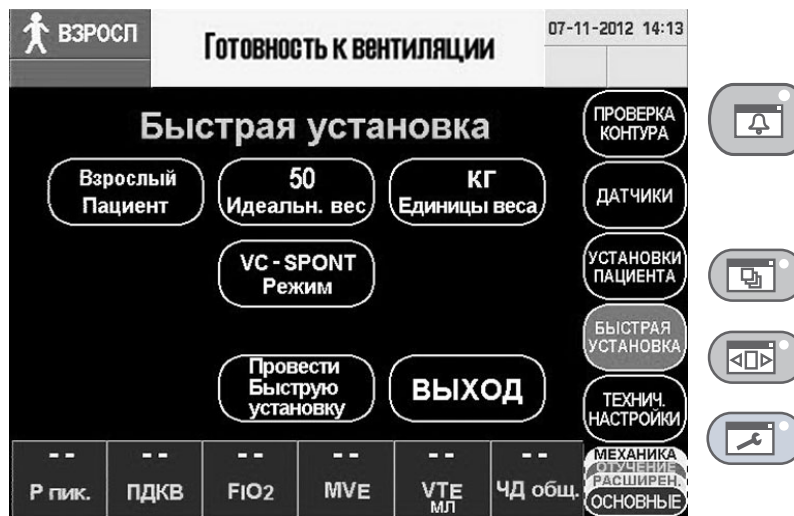 ВЗРОСЛ
Готовность к вентиляции
07-11-2012 14:13
Быстрая установка
Взрослый
Пациент
50
Идеальн. вес
КГ
Единицы веса
VC - SPONT
Режим
Провести
Быструю
установку
ВЫХОД
ПРОВЕРКА
КОНТУРА
ДАТЧИКИ
УСТАНОВКИ
ПАЦИЕНТА
БЫСТРАЯ
УСТАНОВКА
ТЕХНИЧ.
НАСТРОЙКИ
МЕХАНИКА
ОТУЧЕНИЕ
РАСШИРЕН.
ОСНОВНЫЕ
-- -- -- -- -- --
P пик. ПДКВ FIO2 MVE VTE ЧД общ.
МЛ